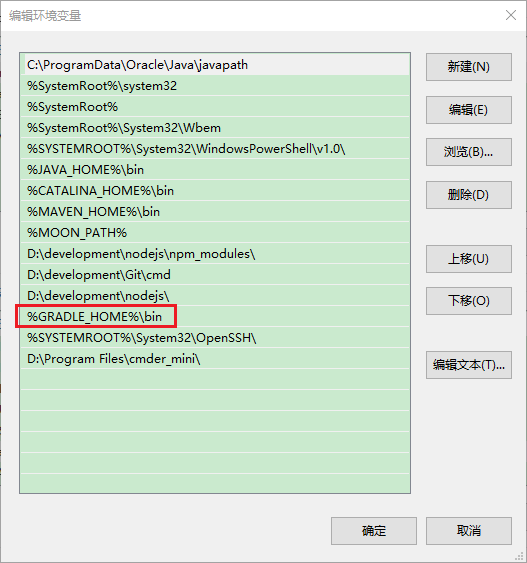 编辑环境变量
C:\ProgramData\Oracle\Java\javapath
%SystemRoot%\system32
%SystemRoot%
%SystemRoot%\System32\Wbem
%SYSTEMROOT%\System32\WindowsPowerShell\v1.0\
%JAVA_HOME%\bin
%CATALINA_HOME%\bin
%MAVEN_HOME%\bin
%MOON_PATH%
D:\development\nodejs\npm_modules\
D:\development\Git\cmd
D:\development\nodejs\
%GRADLE_HOME%\bin
%SYSTEMROOT%\System32\OpenSSH\
D:\Program Files\cmder_mini\
新建(N)
编辑(E)
浏览(B)...
删除(D)
上移(U)
下移(O)
编辑文本(T)...
确定
取消